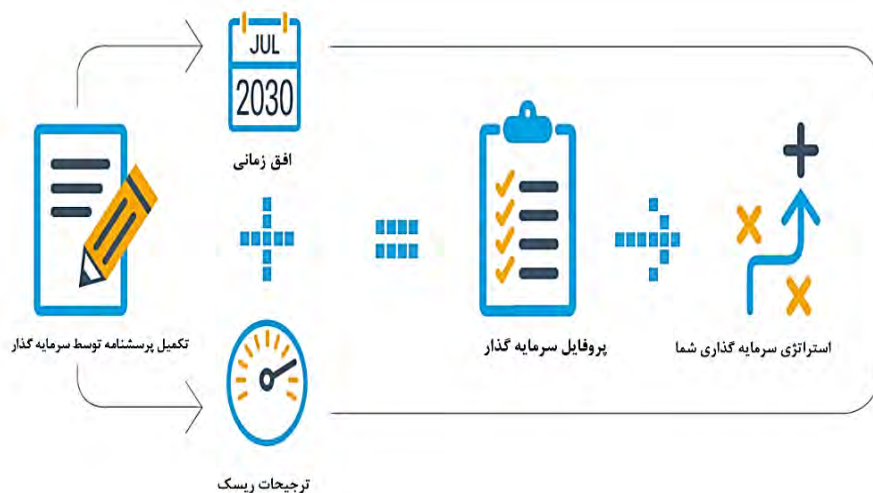 JUL
2030
افق زمانی
تکمیل پرسشنامه توسط سرمایه گذار
پروفایل سرمایه گذار
استراتژی سرمایه گذاری شما
ترجیحات ریسک